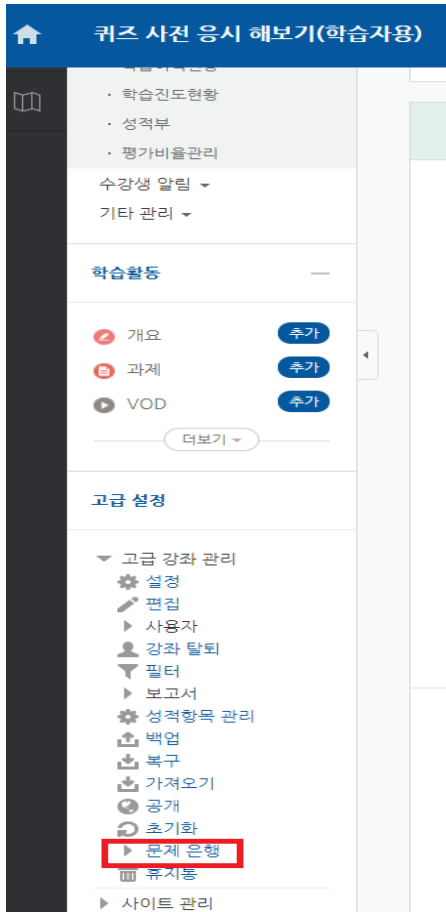 퀴즈 사전 응시 해보기(학습자용)
· 학습진도현황
· 성적부
· 평가비율관리
수강생 알림
기타 관리
학습활동
개요 추가
과제 추가
VOD 추가
더보기
고급 설정
고급 강좌 관리
설정
편집
사용자
강좌 탈퇴
필터
보고서
성적항목 관리
백업
복구
가져오기
공개
초기화
문제 은행
휴지통
사이트 관리